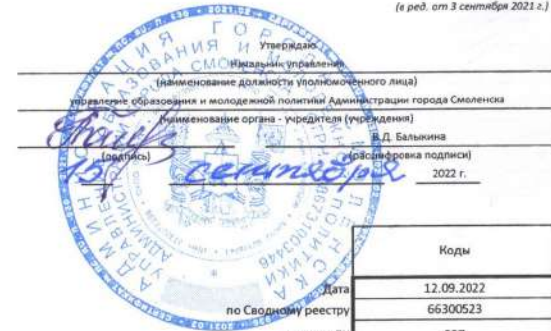 (в ред. от 3 сентября 2021 г.)
Утверждаю
Начальник управления
(наименование должности уполномоченного лица)
управление образования и молодежной политики Администрации города Смоленска
(наименование органа - учредителя (учреждения)
В.Д. Балыкина
(подпись)
(расшифровка подписи)
15 сентября 2022 г.
Коды
Дата 12.09.2022
по Сводному реестру 66300523